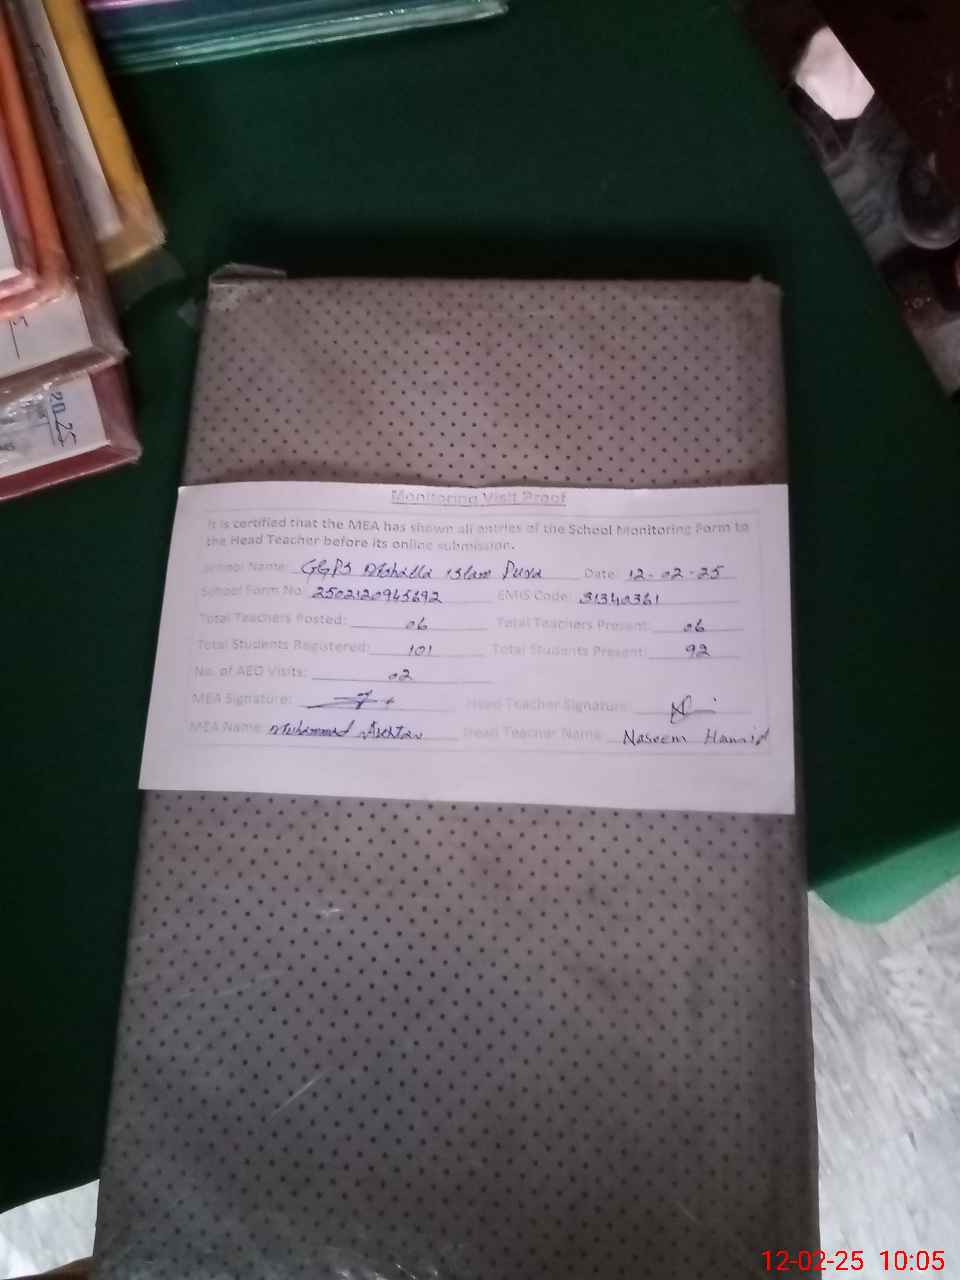 2025
Monitoring Visit Proof
It is certified that the MEA has shown all entries of the School Monitoring Form to
the Head Teacher before its online submission.
School Name: GGPS Mohalla Islam Pura Date: 12-02-25
School Form No: EMIS Code: 31340361
Total Teachers Posted: 06 Total Teachers Present: 06
Total Students Registered: 101 Total Students Present: 92
No. of AEO Visits: 02
MEA Signature: Head Teacher Signature:
MEA Name: Muhammad Head Teacher Name: Naseem Hamid
12-02-25 10:05